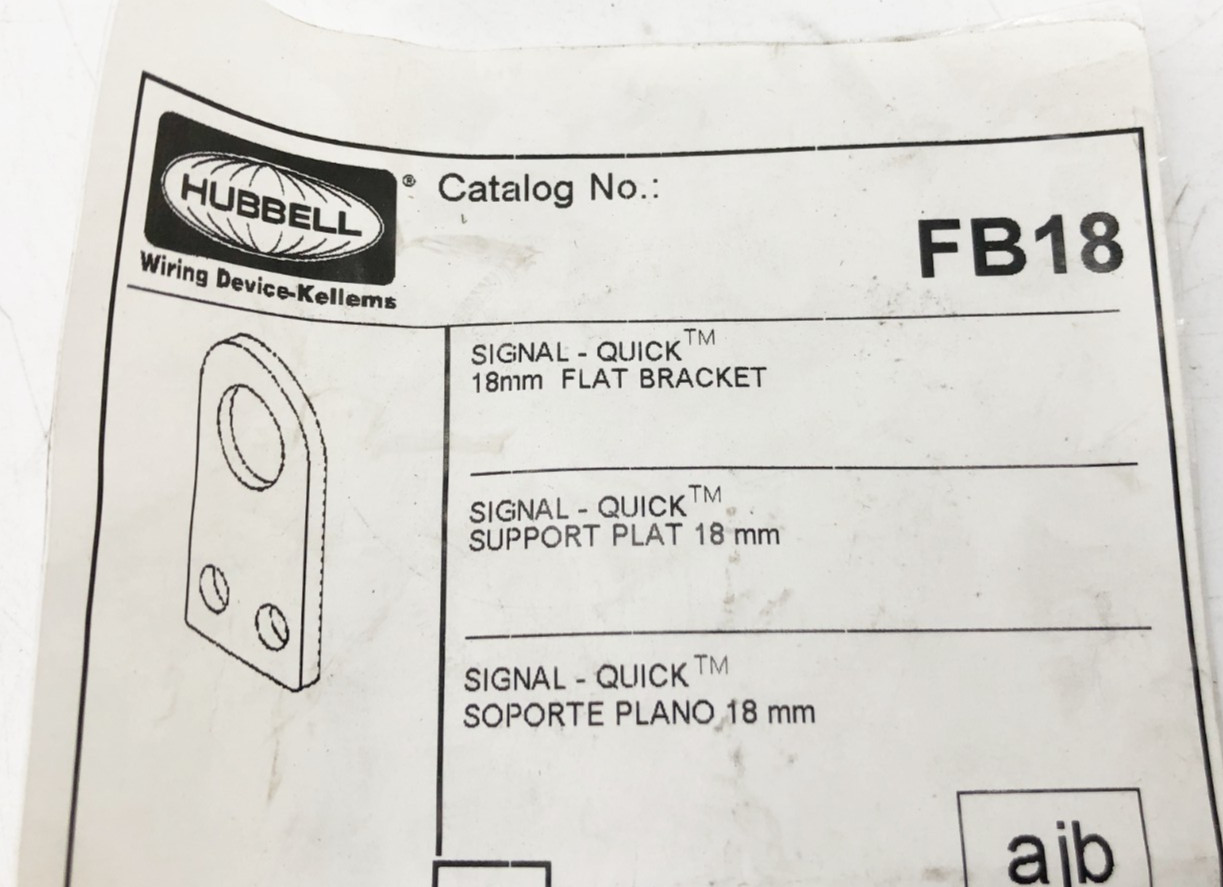 HUBBELL
®
Wiring Device-Kellems
Catalog No.:
FB18
SIGNAL - QUICK™
18mm FLAT BRACKET
SIGNAL - QUICK™
SUPPORT PLAT 18 mm
SIGNAL - QUICK™
SOPORTE PLANO 18 mm
ajb